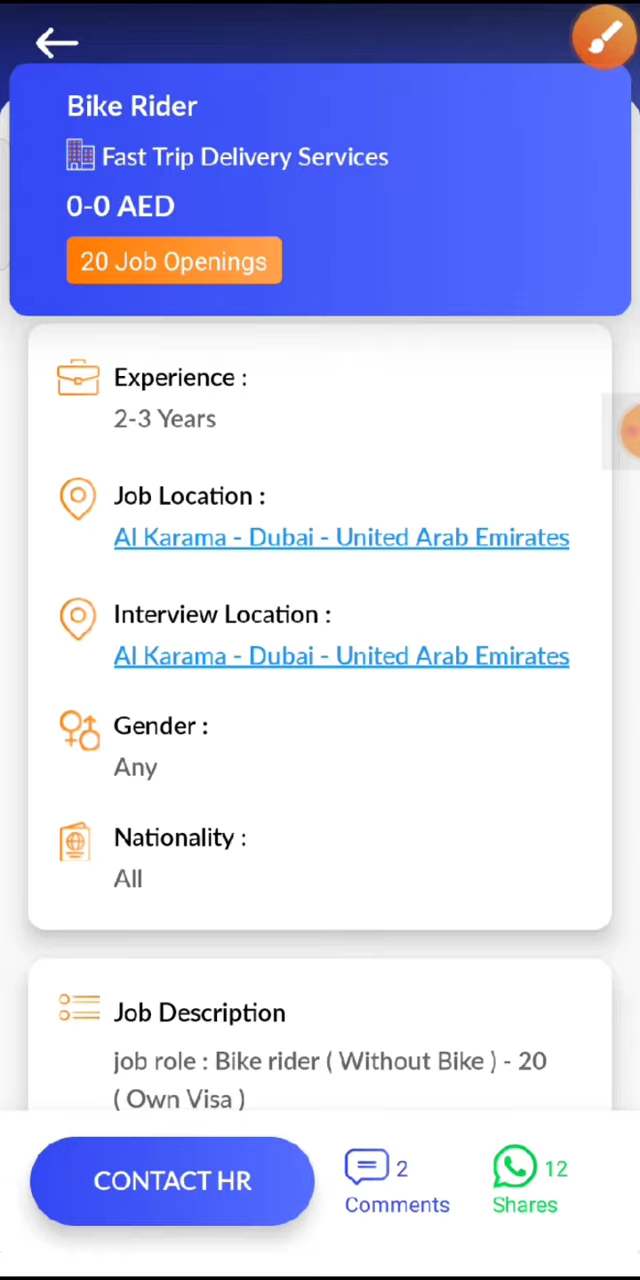 Bike Rider
Fast Trip Delivery Services
0-0 AED
20 Job Openings
Experience :
2-3 Years
Job Location :
Al Karama - Dubai - United Arab Emirates
Interview Location :
Al Karama - Dubai - United Arab Emirates
Gender :
Any
Nationality :
All
Job Description
job role : Bike rider ( Without Bike ) - 20
( Own Visa )
CONTACT HR
2
Comments
12
Shares